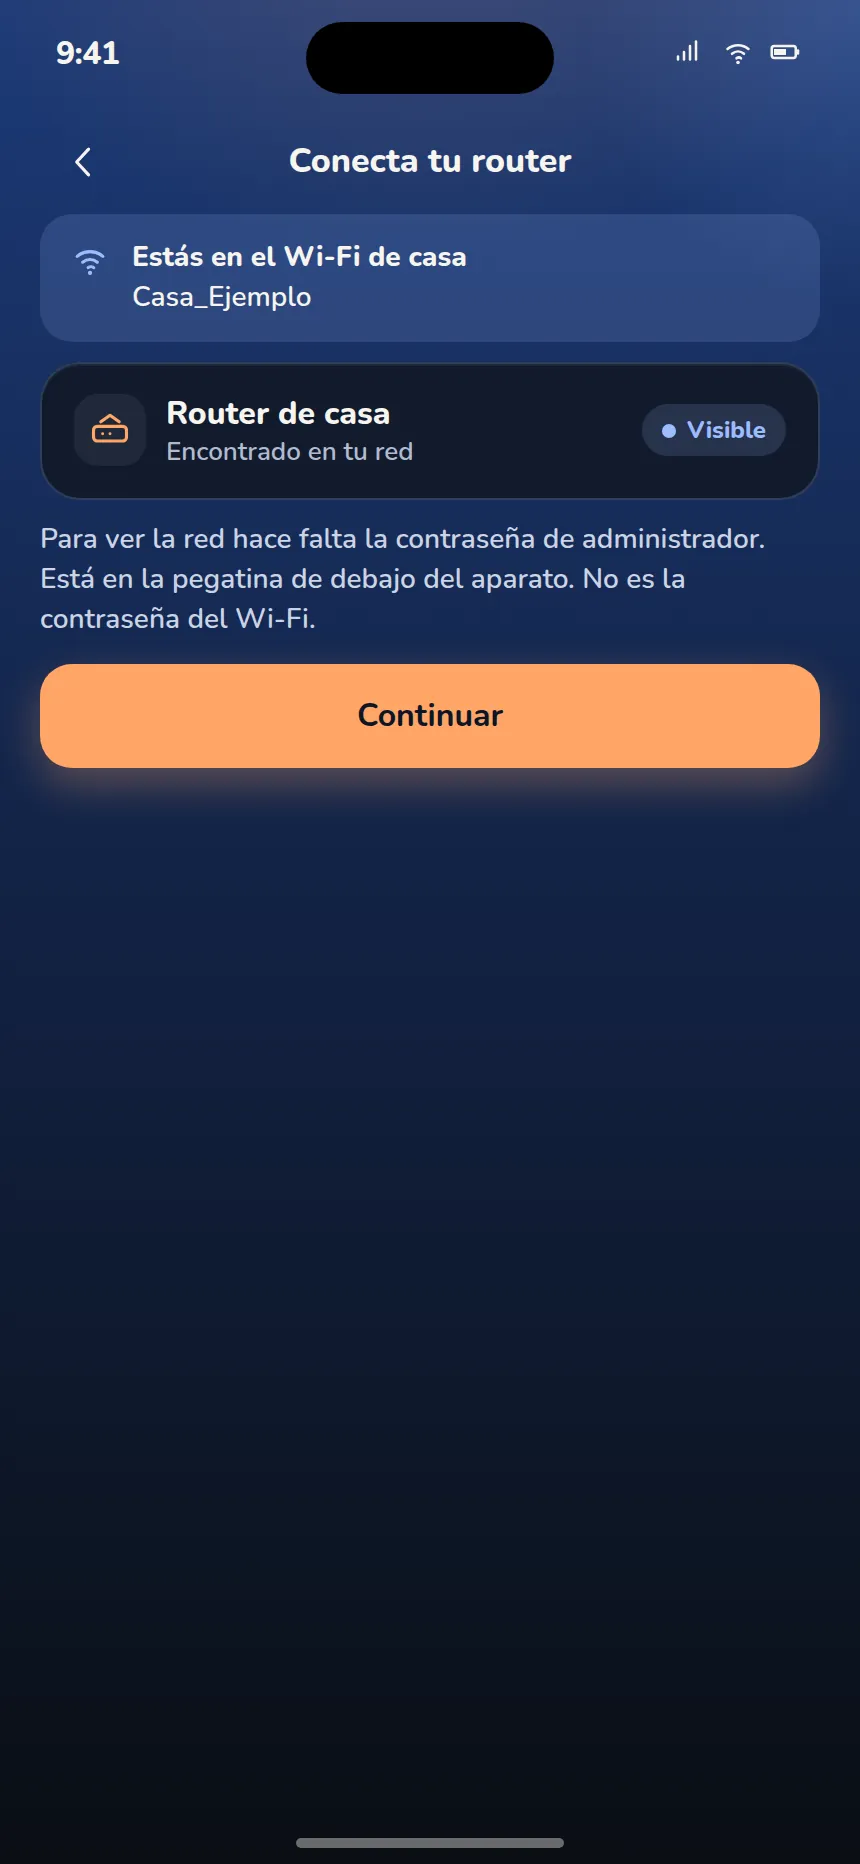 9:41
Conecta tu router
Estás en el Wi-Fi de casa
Casa_Ejemplo
Router de casa
Encontrado en tu red
Visible
Para ver la red hace falta la contraseña de administrador.
Está en la pegatina de debajo del aparato. No es la
contraseña del Wi-Fi.
Continuar